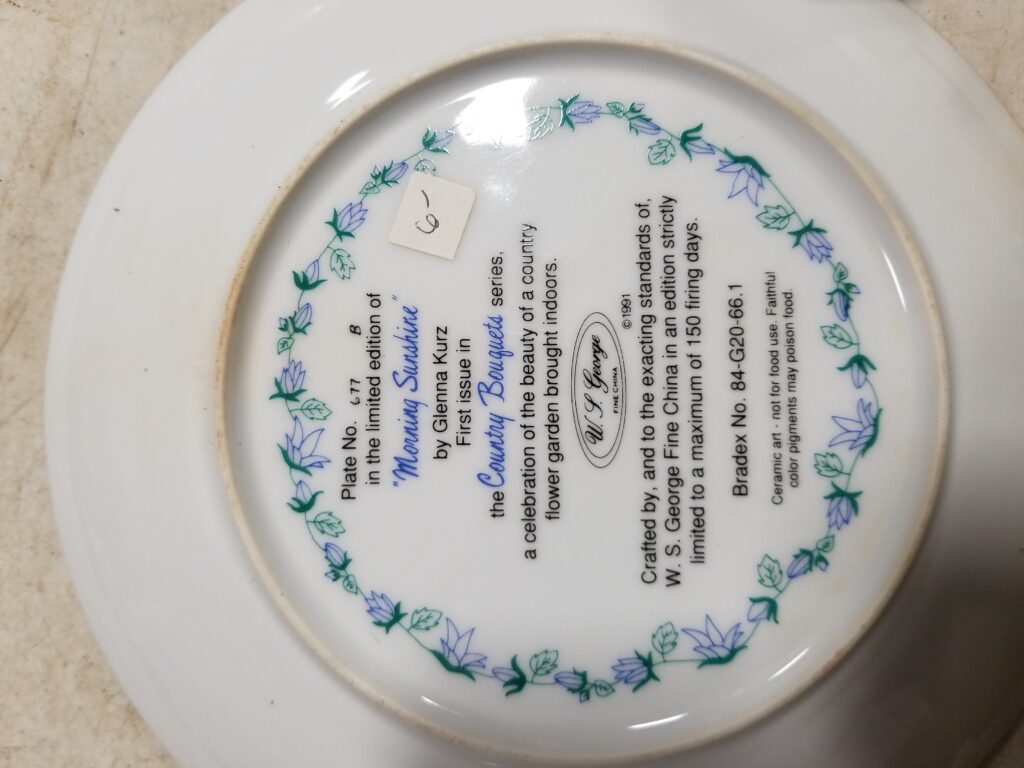 6-
Plate No. 677 B
in the limited edition of
"Morning Sunshine"
by Glenna Kurz
First issue in
the Country Bouquets series,
a celebration of the beauty of a country
flower garden brought indoors.
W. S. George
FINE CHINA
©1991
Crafted by, and to the exacting standards of,
W. S. George Fine China in an edition strictly
limited to a maximum of 150 firing days.
Bradex No. 84-G20-66.1
Ceramic art - not for food use. Faithful
color pigments may poison food.